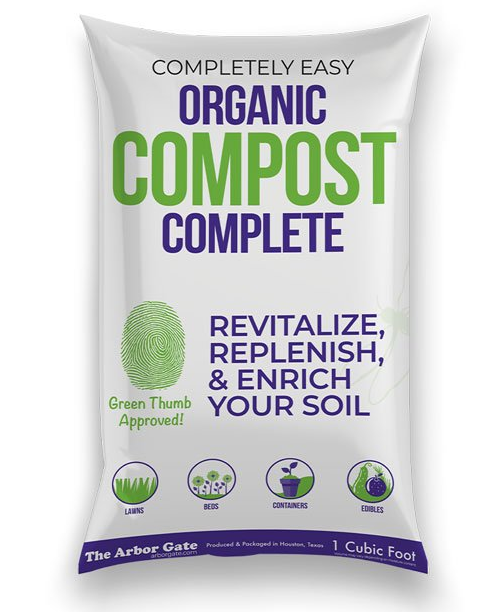 COMPLETELY EASY
ORGANIC
COMPOST
COMPLETE
REVITALIZE,
REPLENISH,
& ENRICH
YOUR SOIL
Green Thumb
Approved!
LAWNS
BEDS
CONTAINERS
EDIBLES
The Arbor Gate
arborgate.com
Produced & Packaged in Houston, Texas
1 Cubic Foot